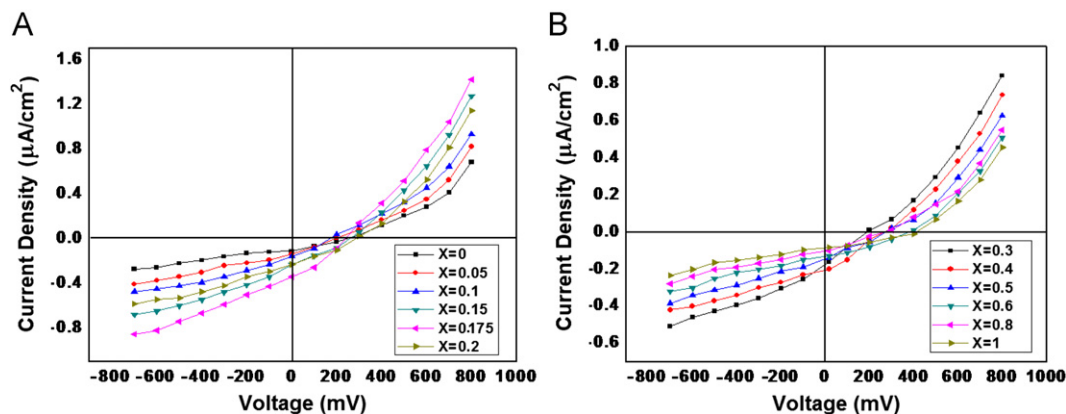 A
1.6
1.2
0.8
0.4
0.0
-0.4
-0.8
Current Density (µA/cm²)
-800 -600 -400 -200 0 200 400 600 800 1000
Voltage (mV)
X=0
X=0.05
X=0.1
X=0.15
X=0.175
X=0.2
B
1.0
0.8
0.6
0.4
0.2
0.0
-0.2
-0.4
-0.6
Current Density (µA/cm²)
-800 -600 -400 -200 0 200 400 600 800 1000
Voltage (mV)
X=0.3
X=0.4
X=0.5
X=0.6
X=0.8
X=1